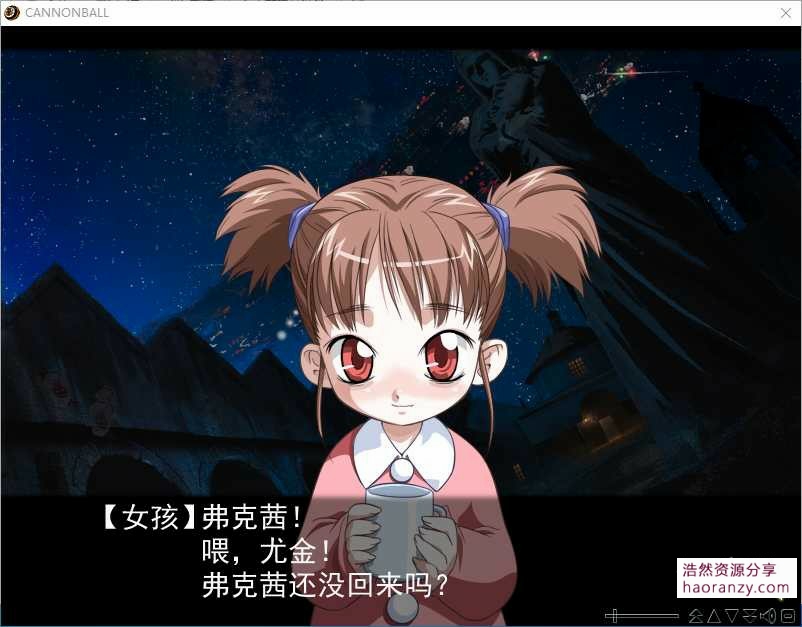 CANNONBALL
【女孩】弗克茜！
喂，尤金！
弗克茜还没回来吗？
浩然资源分享
haoranzy.com